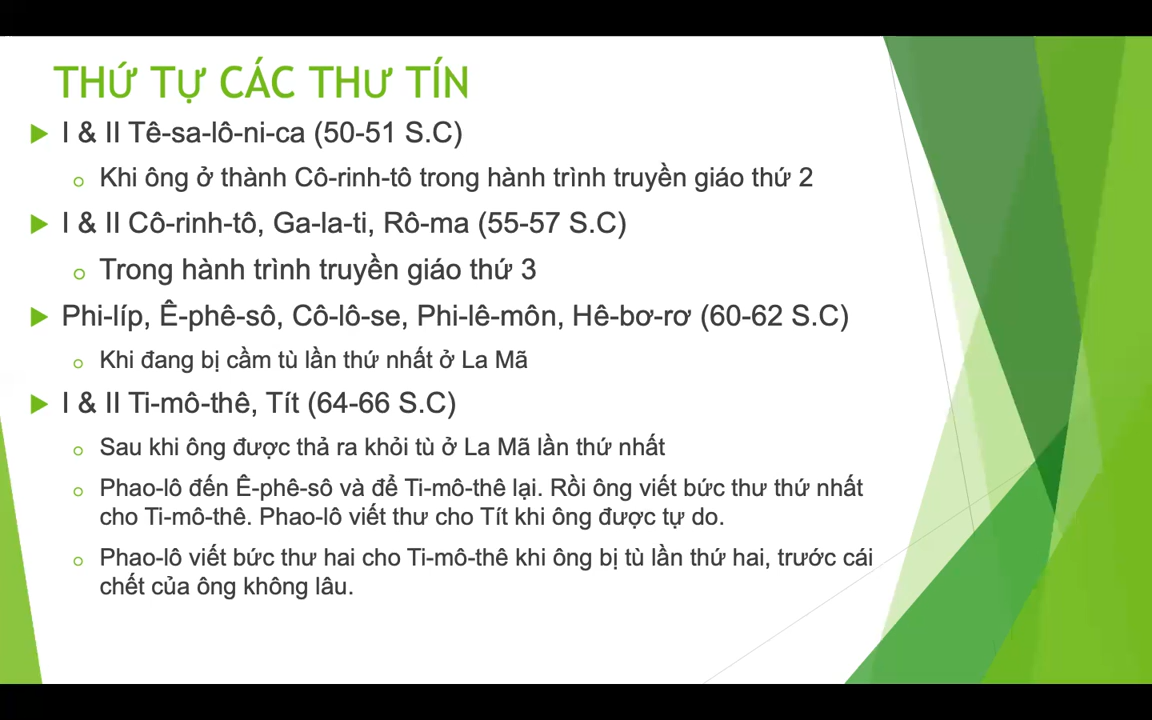 THỨ TỰ CÁC THƯ TÍN
I & II Tê-sa-lô-ni-ca (50-51 S.C)
Khi ông ở thành Cô-rinh-tô trong hành trình truyền giáo thứ 2
I & II Cô-rinh-tô, Ga-la-ti, Rô-ma (55-57 S.C)
Trong hành trình truyền giáo thứ 3
Phi-líp, Ê-phê-sô, Cô-lô-se, Phi-lê-môn, Hê-bơ-rơ (60-62 S.C)
Khi đang bị cầm tù lần thứ nhất ở La Mã
I & II Ti-mô-thê, Tít (64-66 S.C)
Sau khi ông được thả ra khỏi tù ở La Mã lần thứ nhất
Phao-lô đến Ê-phê-sô và để Ti-mô-thê lại. Rồi ông viết bức thư thứ nhất
cho Ti-mô-thê. Phao-lô viết thư cho Tít khi ông được tự do.
Phao-lô viết bức thư hai cho Ti-mô-thê khi ông bị tù lần thứ hai, trước cái
chết của ông không lâu.